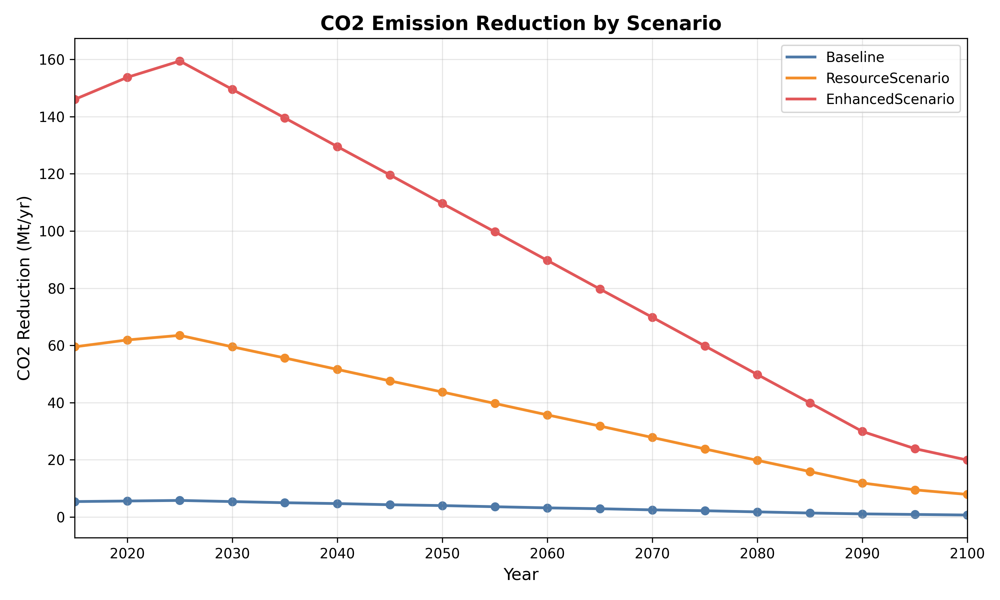 CO2 Emission Reduction by Scenario
Baseline
ResourceScenario
EnhancedScenario
CO2 Reduction (Mt/yr)
160
140
120
100
80
60
40
20
0
2020 2030 2040 2050 2060 2070 2080 2090 2100
Year